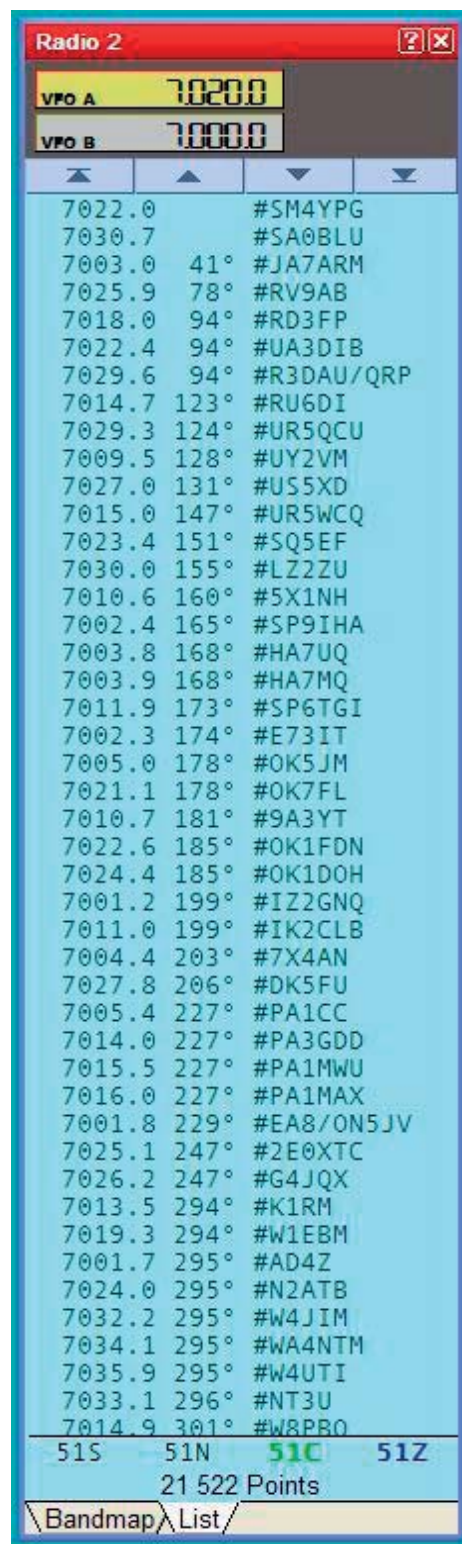 Radio 2
VFO A 7.020.0
VFO B 7.000.0
7022.0 #SM4YPG
7030.7 #SA0BLU
7003.0 41° #JA7ARM
7025.9 78° #RV9AB
7018.0 94° #RD3FP
7022.4 94° #UA3DIB
7029.6 94° #R3DAU/QRP
7014.7 123° #RU6DI
7029.3 124° #UR5QCU
7009.5 128° #UY2VM
7027.0 131° #US5XD
7015.0 147° #UR5WCQ
7023.4 151° #SQ5EF
7030.0 155° #LZ2ZU
7010.6 160° #5X1NH
7002.4 165° #SP9IHA
7003.8 168° #HA7UQ
7003.9 168° #HA7MQ
7011.9 173° #SP6TGI
7002.3 174° #E73IT
7005.0 178° #OK5JM
7021.1 178° #OK7FL
7010.7 181° #9A3YT
7022.6 185° #OK1FDN
7024.4 185° #OK1DOH
7001.2 199° #IZ2GNQ
7011.0 199° #IK2CLB
7004.4 203° #7X4AN
7027.8 206° #DK5FU
7005.4 227° #PA1CC
7014.0 227° #PA3GDD
7015.5 227° #PA1MWU
7016.0 227° #PA1MAX
7001.8 229° #EA8/ON5JV
7025.1 247° #2E0XTC
7026.2 247° #G4JQX
7013.5 294° #K1RM
7019.3 294° #W1EBM
7001.7 295° #AD4Z
7024.0 295° #N2ATB
7032.2 295° #W4JIM
7034.1 295° #WA4NTM
7035.9 295° #W4UTI
7033.1 296° #NT3U
7014.9 301° #W8PBO
51S 51N 51C 51Z
21 522 Points
Bandmap List